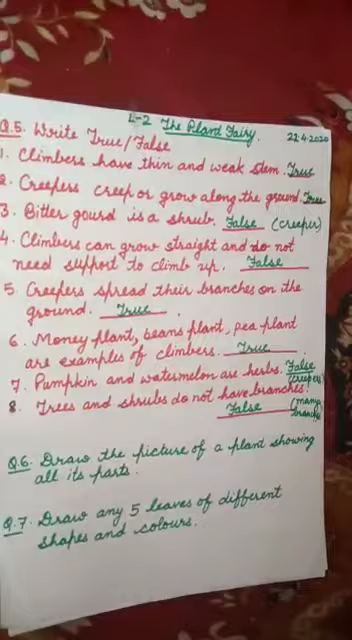 L-2 The Plant Fairy. 22.4.2020
Q.5. Write True/False
1. Climbers have thin and weak stem. True
2. Creepers creep or grow along the ground. True
3. Bitter gourd is a shrub. False (creeper)
4. Climbers can grow straight and do not
need support to climb up. False
5. Creepers spread their branches on the
ground. True.
6. Money plant, beans plant, pea plant
are examples of climbers. True
7. Pumpkin and watermelon are herbs. False
(creepers)
8. Trees and shrubs do not have branches.
False (many
branches)
Q6. Draw the picture of a plant showing
all its parts.
Q.7. Draw any 5 leaves of different
shapes and colours.